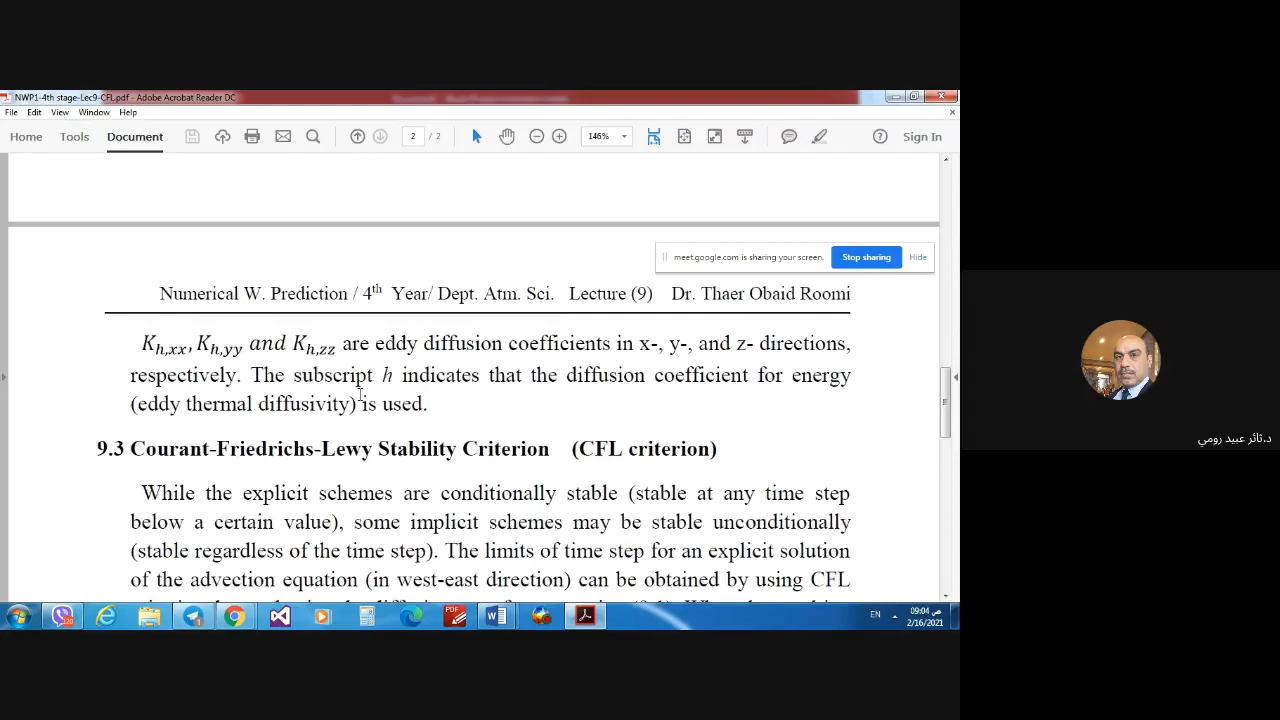 NWP1-4th stage-Lec9-CFL.pdf - Adobe Acrobat Reader DC
File Edit View Window Help
Home Tools Document 2 / 2 146% Sign In
meet.google.com is sharing your screen. Stop sharing Hide
Numerical W. Prediction / 4th Year/ Dept. Atm. Sci. Lecture (9) Dr. Thaer Obaid Roomi
K_{h,xx}, K_{h,yy} and K_{h,zz} are eddy diffusion coefficients in x-, y-, and z- directions,
respectively. The subscript h indicates that the diffusion coefficient for energy
(eddy thermal diffusivity) is used.
9.3 Courant-Friedrichs-Lewy Stability Criterion (CFL criterion)
While the explicit schemes are conditionally stable (stable at any time step
below a certain value), some implicit schemes may be stable unconditionally
(stable regardless of the time step). The limits of time step for an explicit solution
of the advection equation (in west-east direction) can be obtained by using CFL
د.ثائر عبيد رومي
120
PDF
EN
09:04 ص
2/16/2021